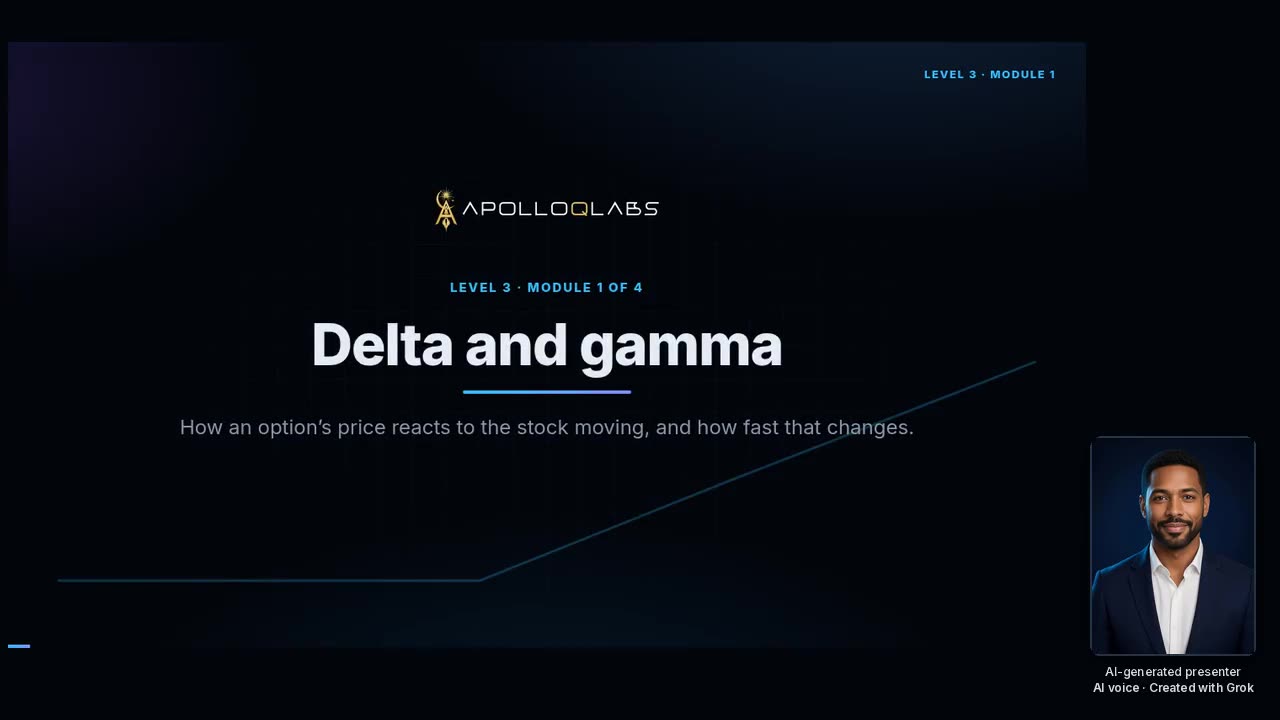 LEVEL 3 · MODULE 1
APOLLOQLABS
LEVEL 3 · MODULE 1 OF 4
Delta and gamma
How an option’s price reacts to the stock moving, and how fast that changes.
AI-generated presenter
AI voice · Created with Grok